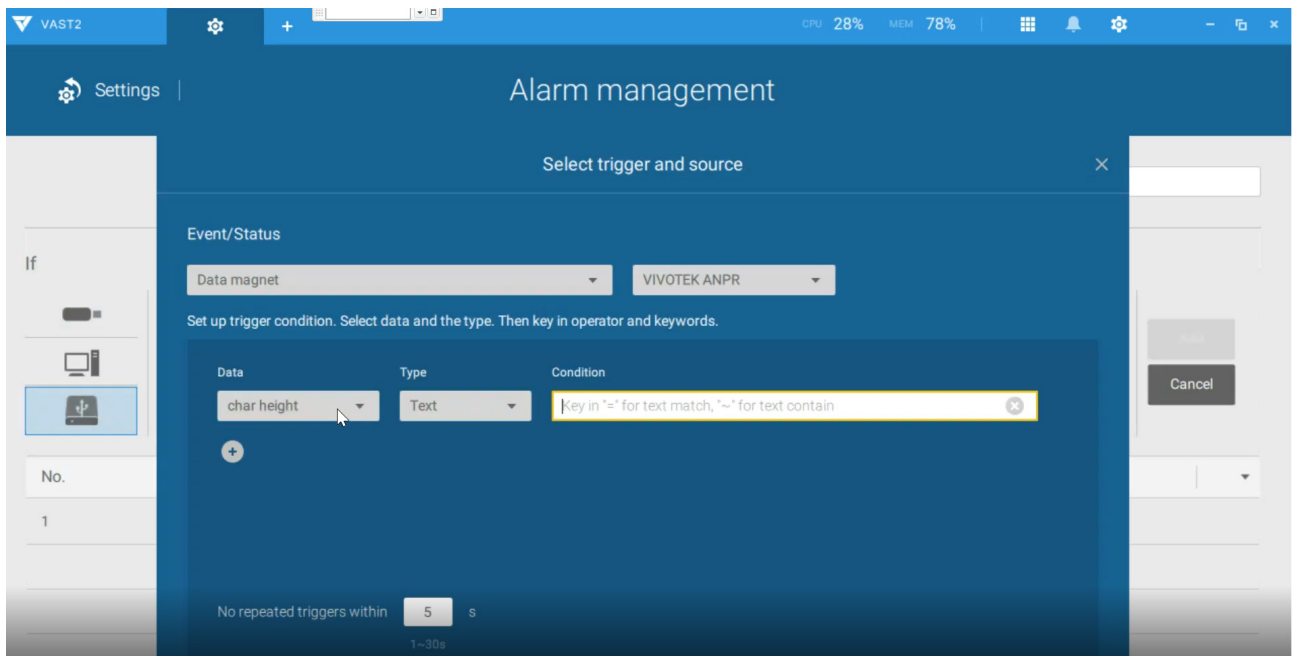 VAST2
CPU 28% MEM 78%
Settings
Alarm management
Select trigger and source
Event/Status
If
Data magnet VIVOTEK ANPR
Set up trigger condition. Select data and the type. Then key in operator and keywords.
Data Type Condition
char height Text Key in "=" for text match, "~" for text contain
Cancel
No.
1
No repeated triggers within 5 s
1~30s